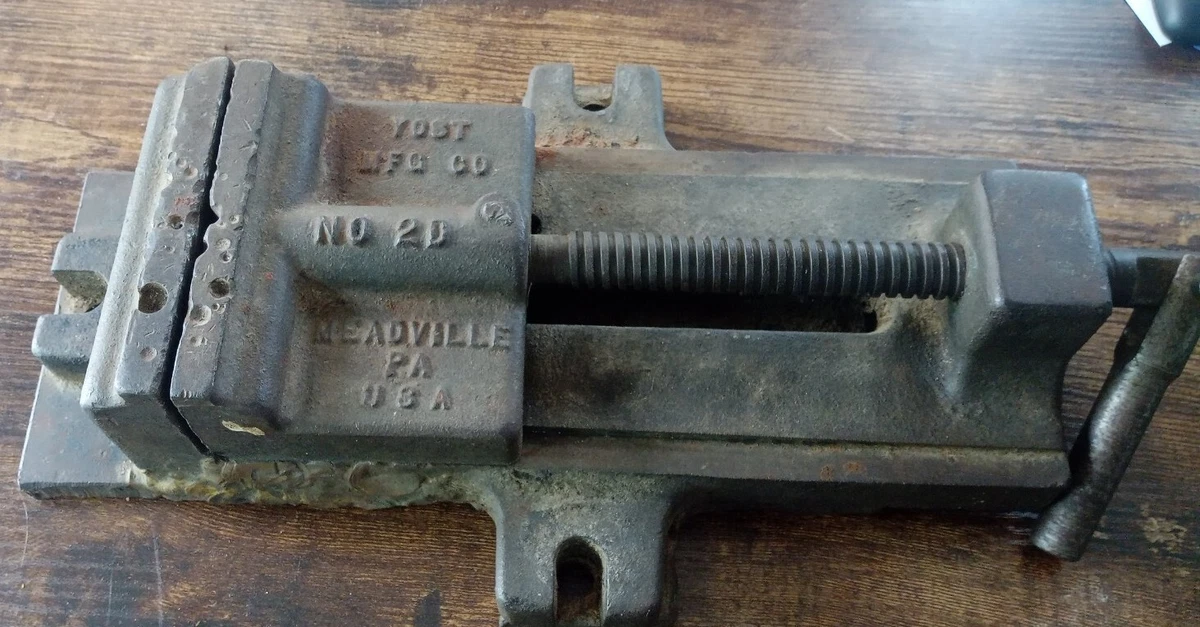 YOST
MFG CO
NO 2D
MEADVILLE
PA
USA